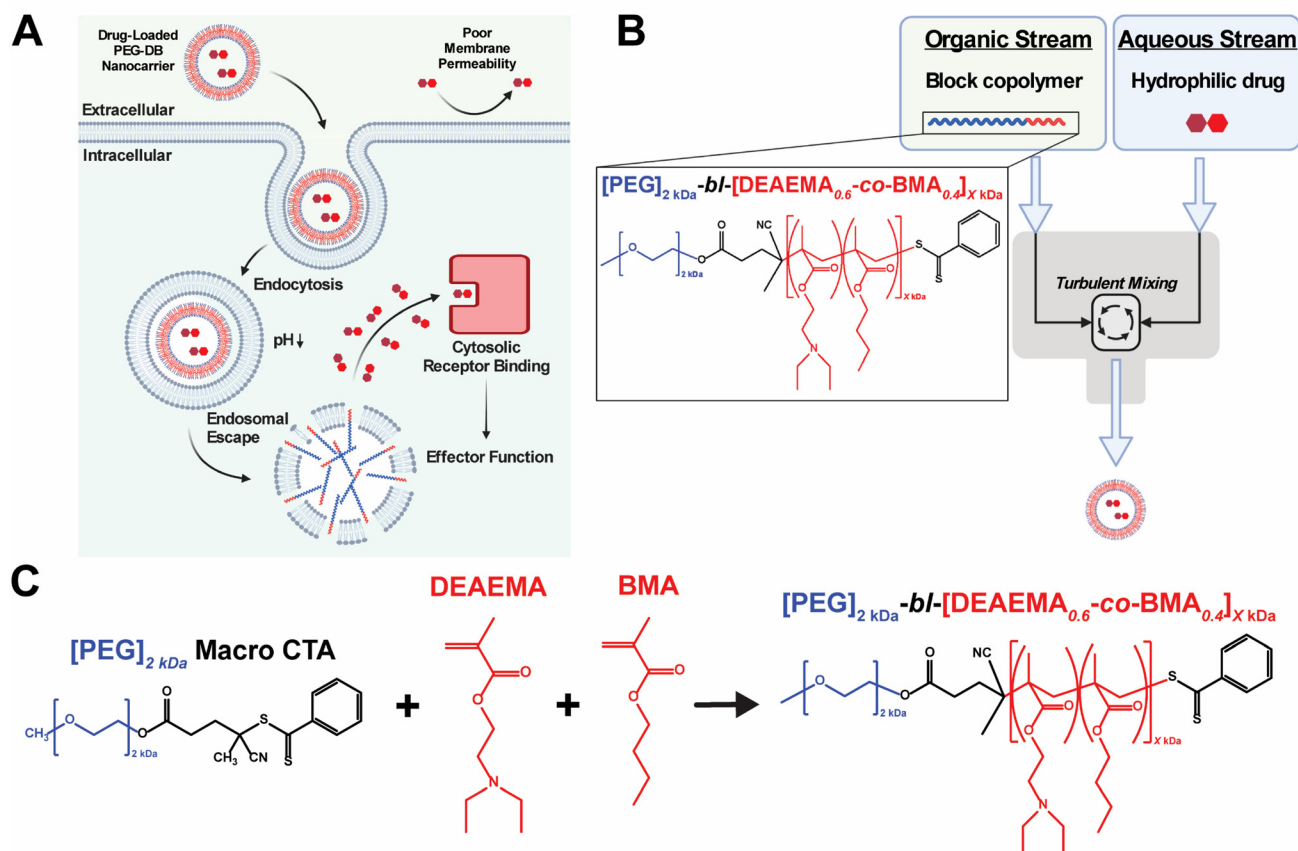 A
Drug-Loaded
PEG-DB
Nanocarrier
Poor
Membrane
Permeability
Extracellular
Intracellular
Endocytosis
pH↓
Cytosolic
Receptor Binding
Endosomal
Escape
Effector Function
B
Organic Stream
Block copolymer
Aqueous Stream
Hydrophilic drug
[PEG]2 kDa-bl-[DEAEMA0.6-co-BMA0.4]X kDa
O
2 kDa
O
O
NC
O
O
O
O
N
S
S
X kDa
Turbulent Mixing
C
[PEG]2 kDa Macro CTA
CH3
O
2 kDa
O
O
CH3
CN
S
S
+
DEAEMA
O
O
N
+
BMA
O
O
[PEG]2 kDa-bl-[DEAEMA0.6-co-BMA0.4]X kDa
O
2 kDa
O
O
NC
O
O
O
O
N
S
S
X kDa